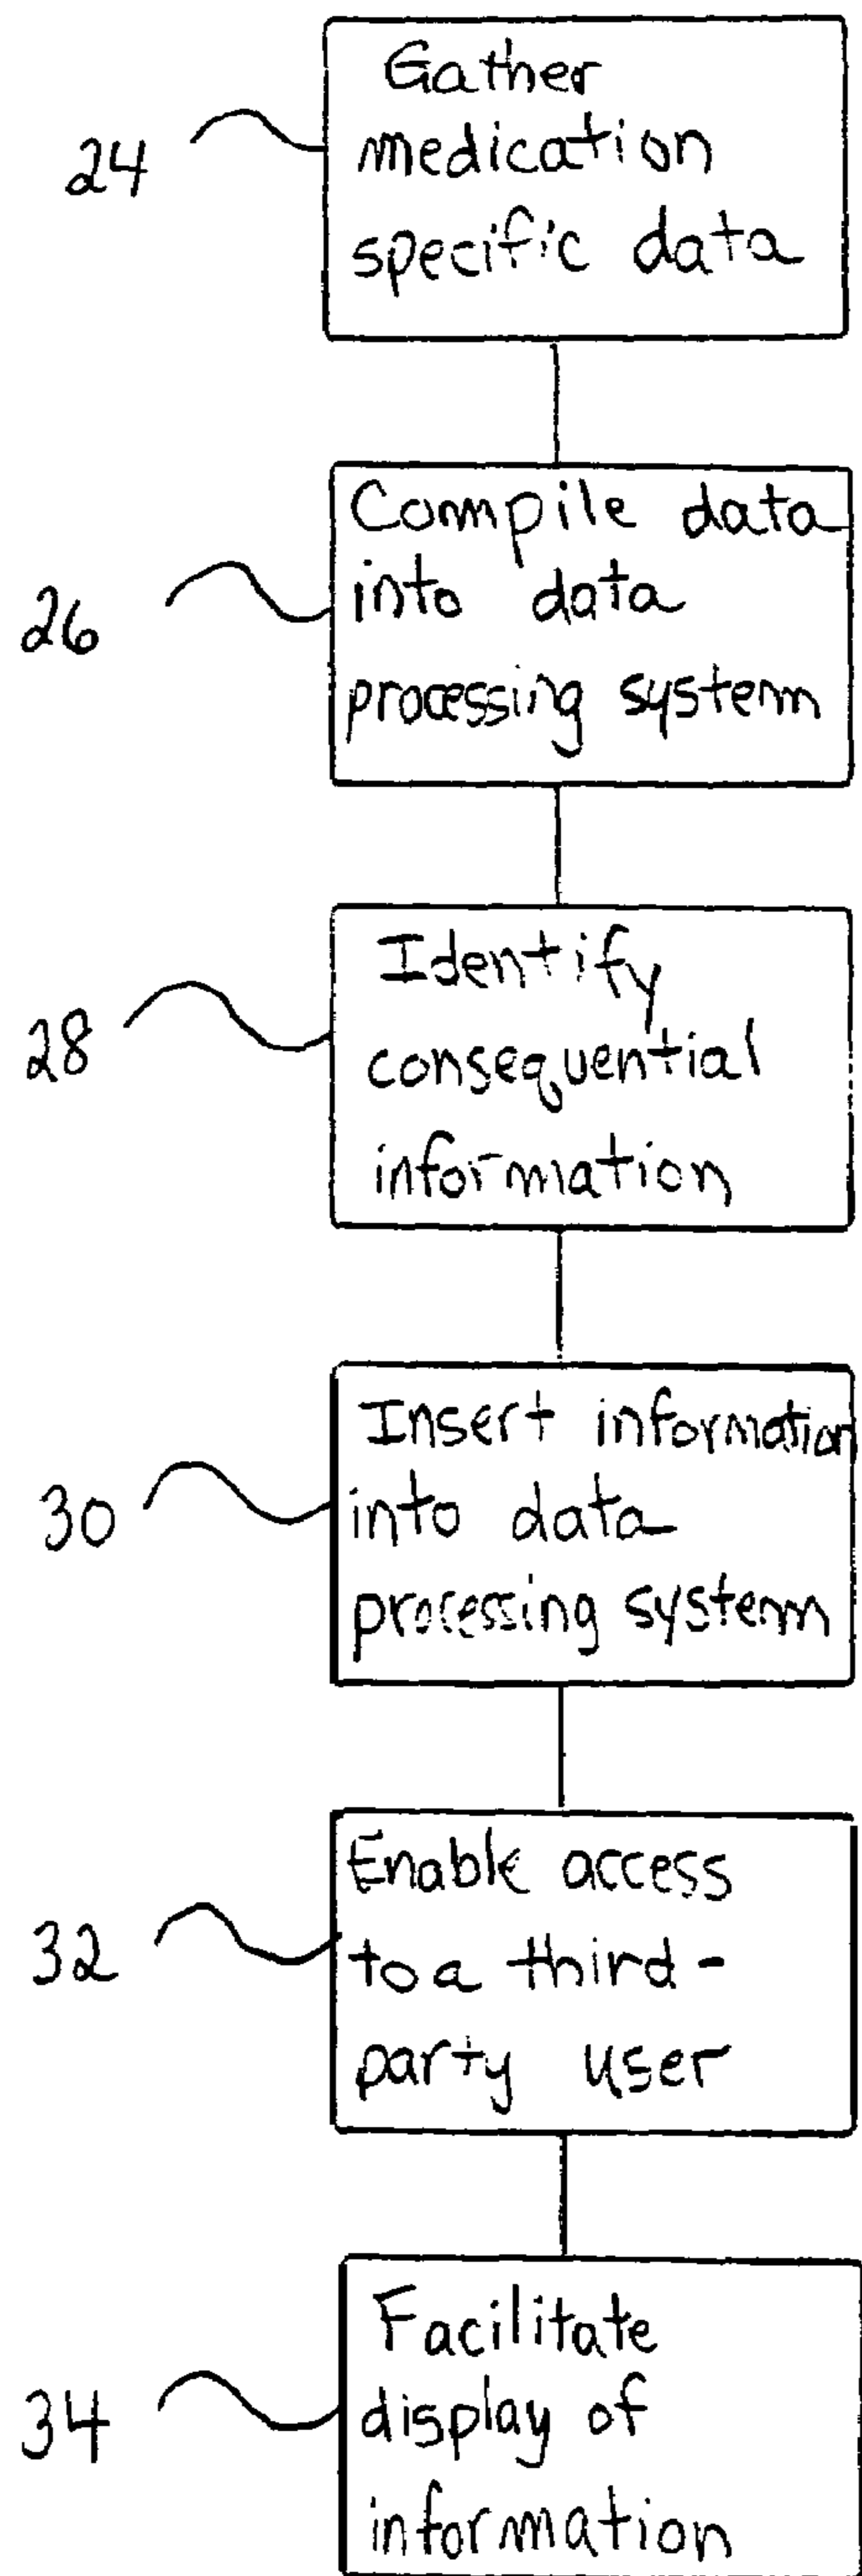 24
Gather
medication
specific data
26
Compile data
into data
processing system
28
Identify
consequential
information
30
Insert information
into data
processing system
32
Enable access
to a third-
party user
34
Facilitate
display of
information